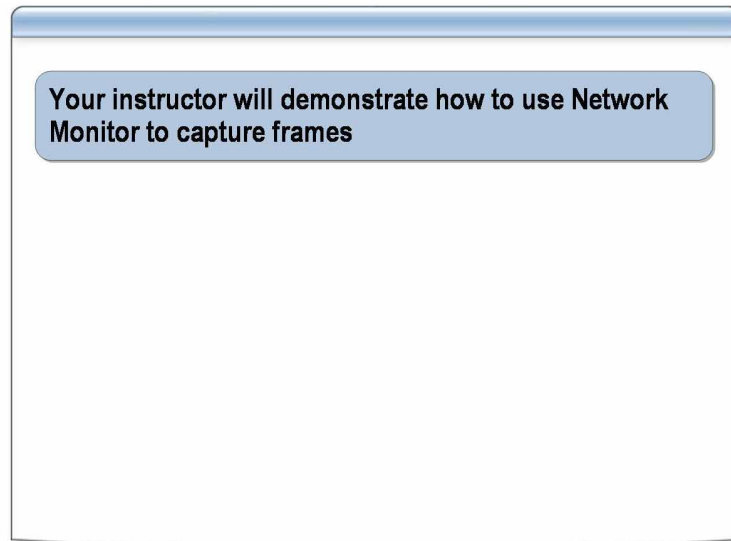 Your instructor will demonstrate how to use Network
Monitor to capture frames